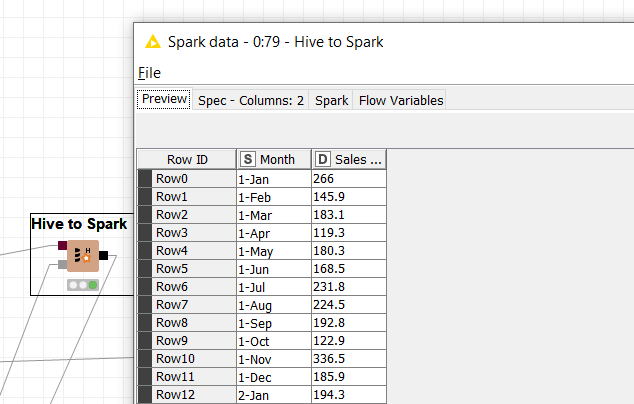 Spark data - 0:79 - Hive to Spark
File
Preview Spec - Columns: 2 Spark Flow Variables
Row ID S Month D Sales ...
Row0 1-Jan 266
Row1 1-Feb 145.9
Row2 1-Mar 183.1
Row3 1-Apr 119.3
Row4 1-May 180.3
Row5 1-Jun 168.5
Row6 1-Jul 231.8
Row7 1-Aug 224.5
Row8 1-Sep 192.8
Row9 1-Oct 122.9
Row10 1-Nov 336.5
Row11 1-Dec 185.9
Row12 2-Jan 194.3
Hive to Spark
H